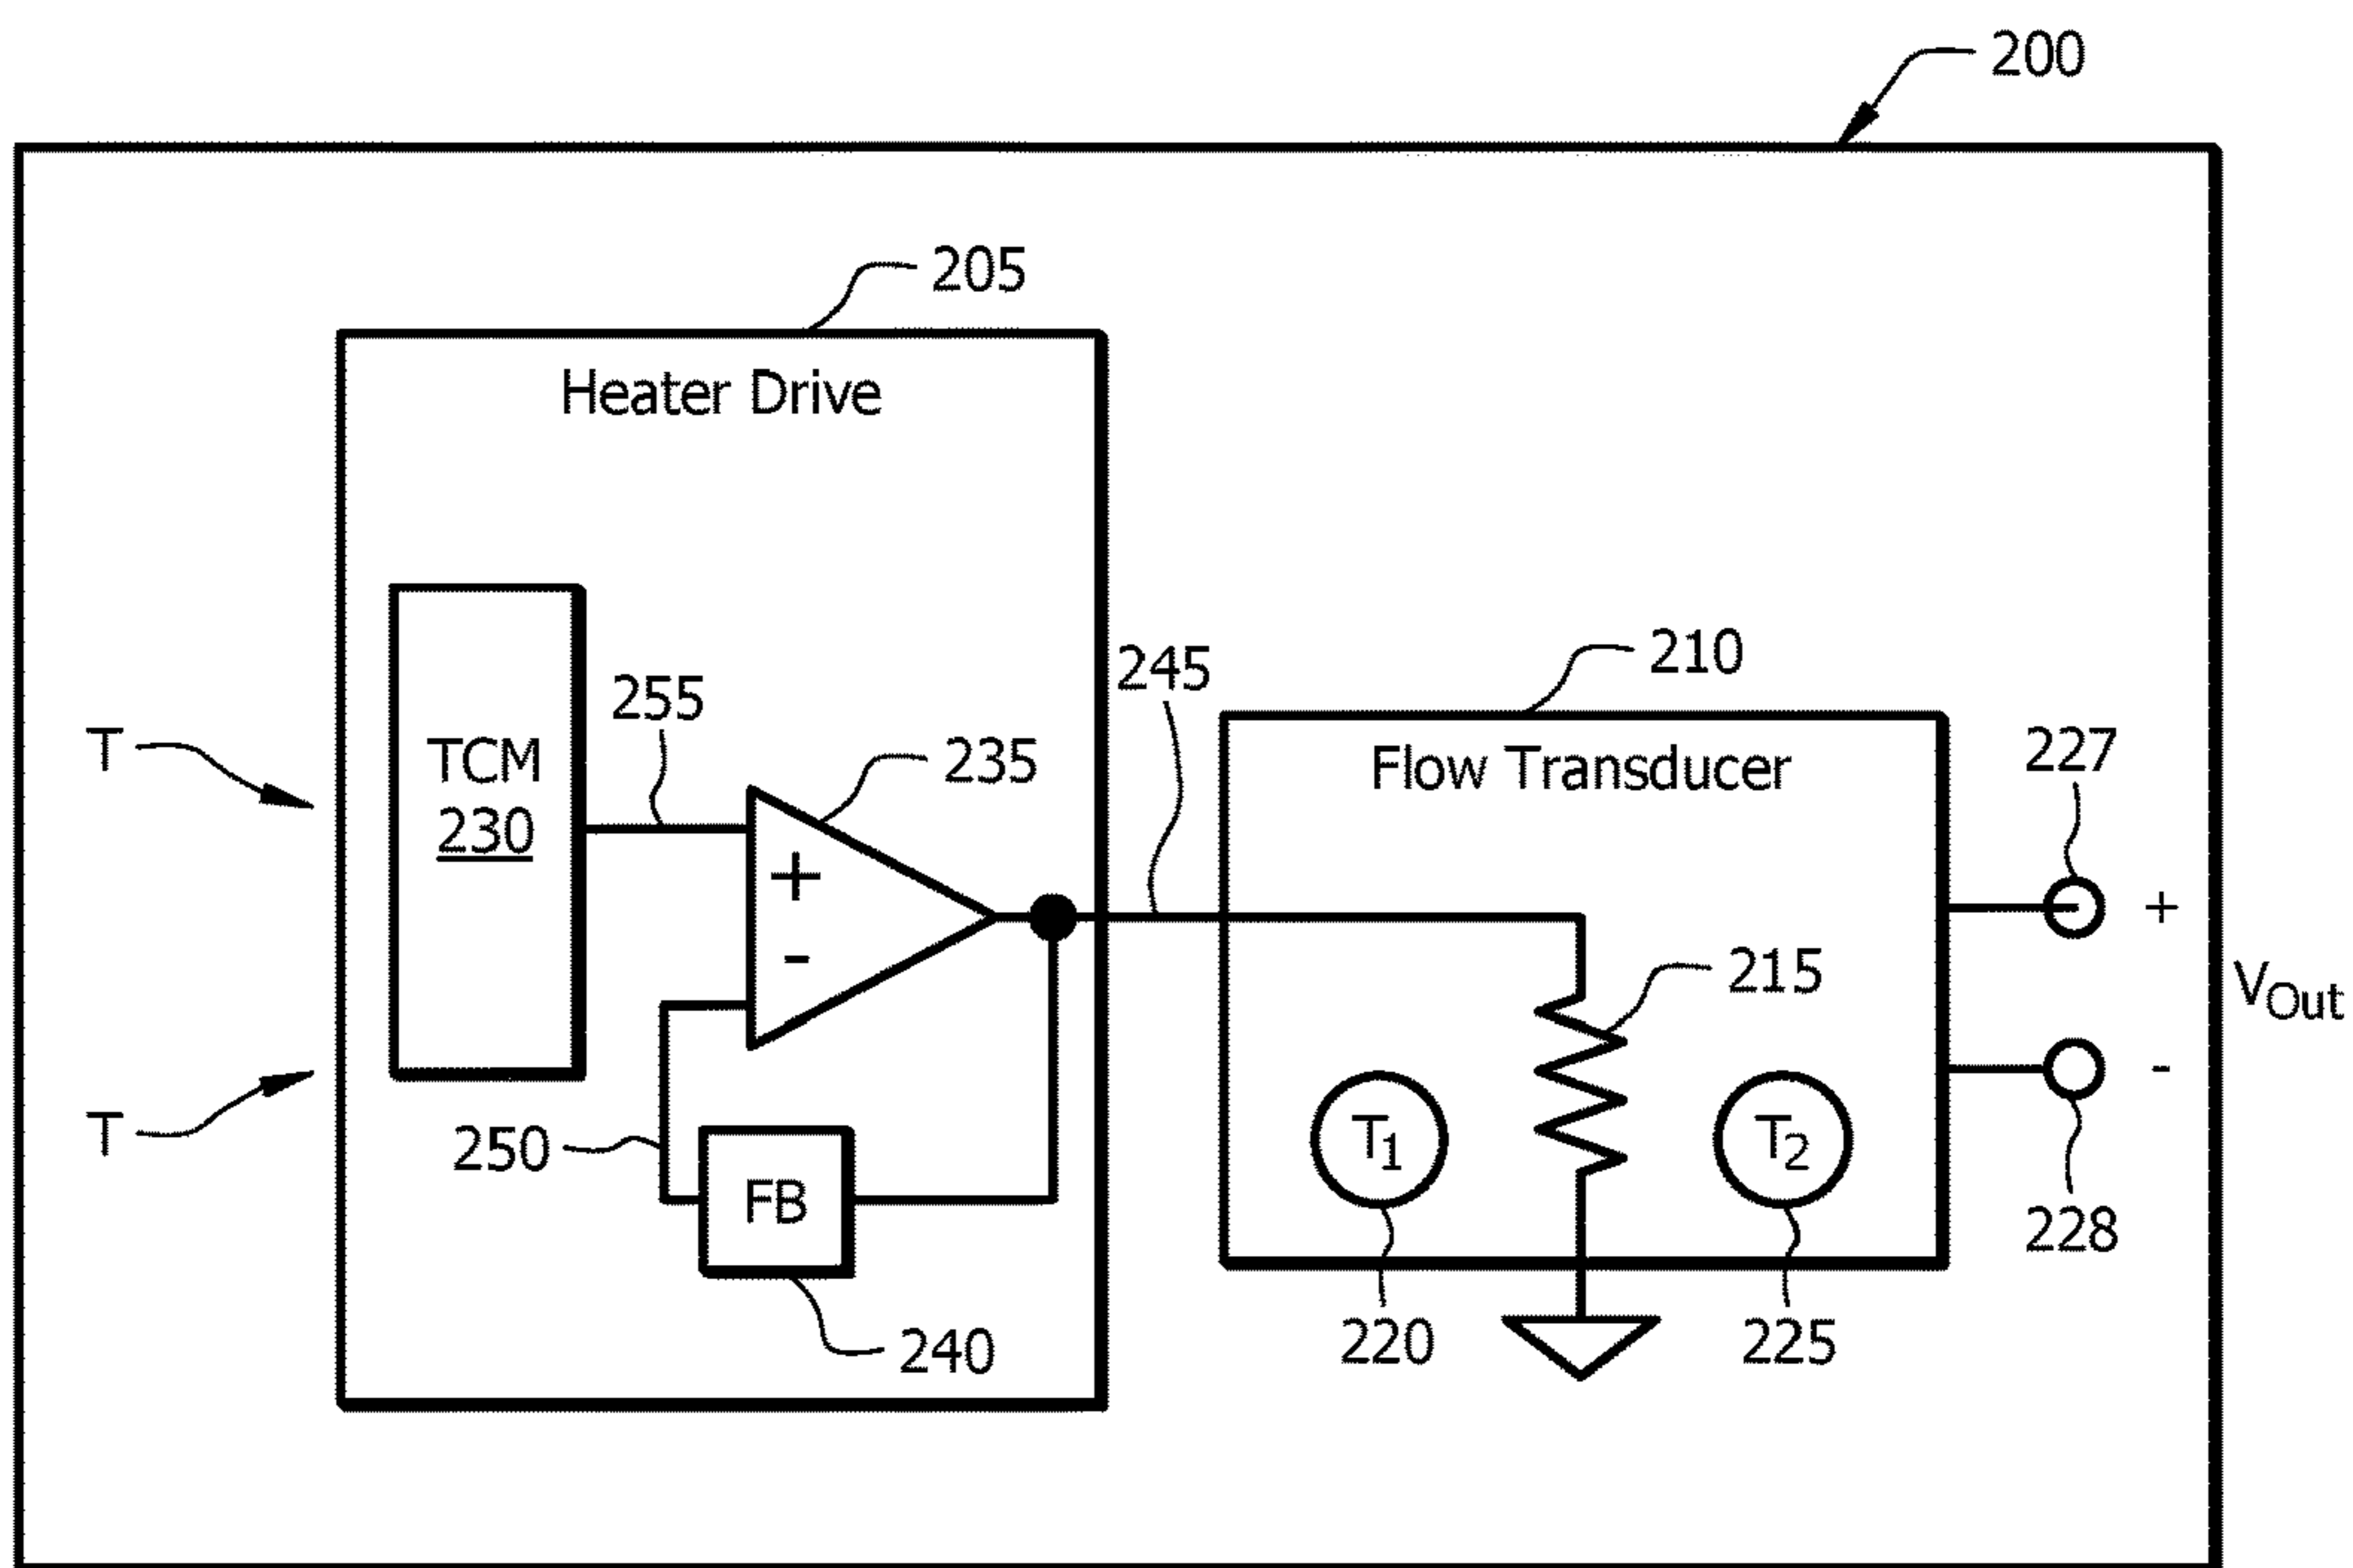 200
205
Heater Drive
245
210
255
TCM
230
235
Flow Transducer
227
T
+
-
+
215
V_Out
T
250
FB
T1
T2
-
228
240
220
225